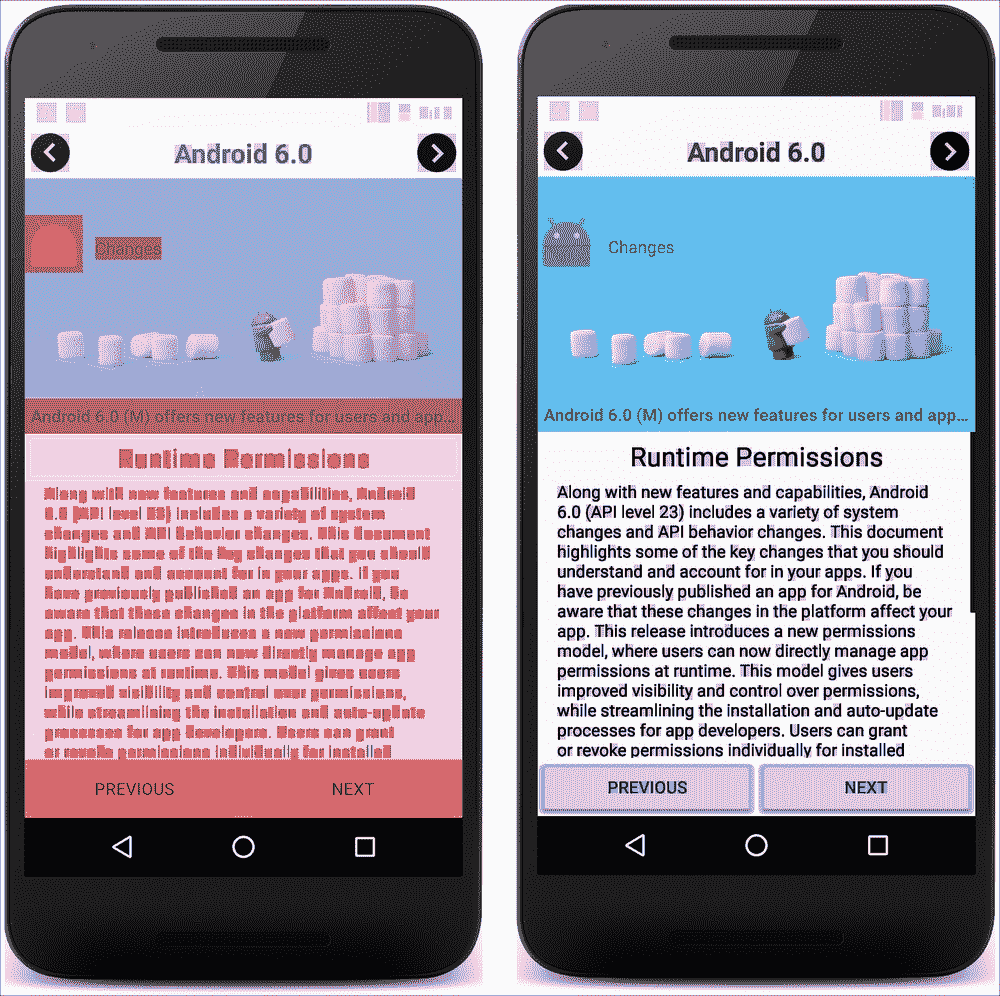 Android 6.0
Changes
Android 6.0 (M) offers new features for users and app...
Runtime Permissions
Along with new features and capabilities, Android
6.0 (API level 23) includes a variety of system
changes and API Behavior changes. This document
highlights some of the key changes that you should
understand and account for in your apps. If you
have previously published an app for Android, be
aware that these changes in the platform affect your
app. This release introduces a new permissions
model, where users can now directly manage app
permissions at runtime. This model gives users
improved visibility and control over permissions,
while streamlining the installation and auto-update
processes for app developers. Users can grant
or revoke permissions individually for installed
PREVIOUS NEXT
Android 6.0
Changes
Android 6.0 (M) offers new features for users and app...
Runtime Permissions
Along with new features and capabilities, Android
6.0 (API level 23) includes a variety of system
changes and API behavior changes. This document
highlights some of the key changes that you should
understand and account for in your apps. If you
have previously published an app for Android, be
aware that these changes in the platform affect your
app. This release introduces a new permissions
model, where users can now directly manage app
permissions at runtime. This model gives users
improved visibility and control over permissions,
while streamlining the installation and auto-update
processes for app developers. Users can grant
or revoke permissions individually for installed
PREVIOUS NEXT